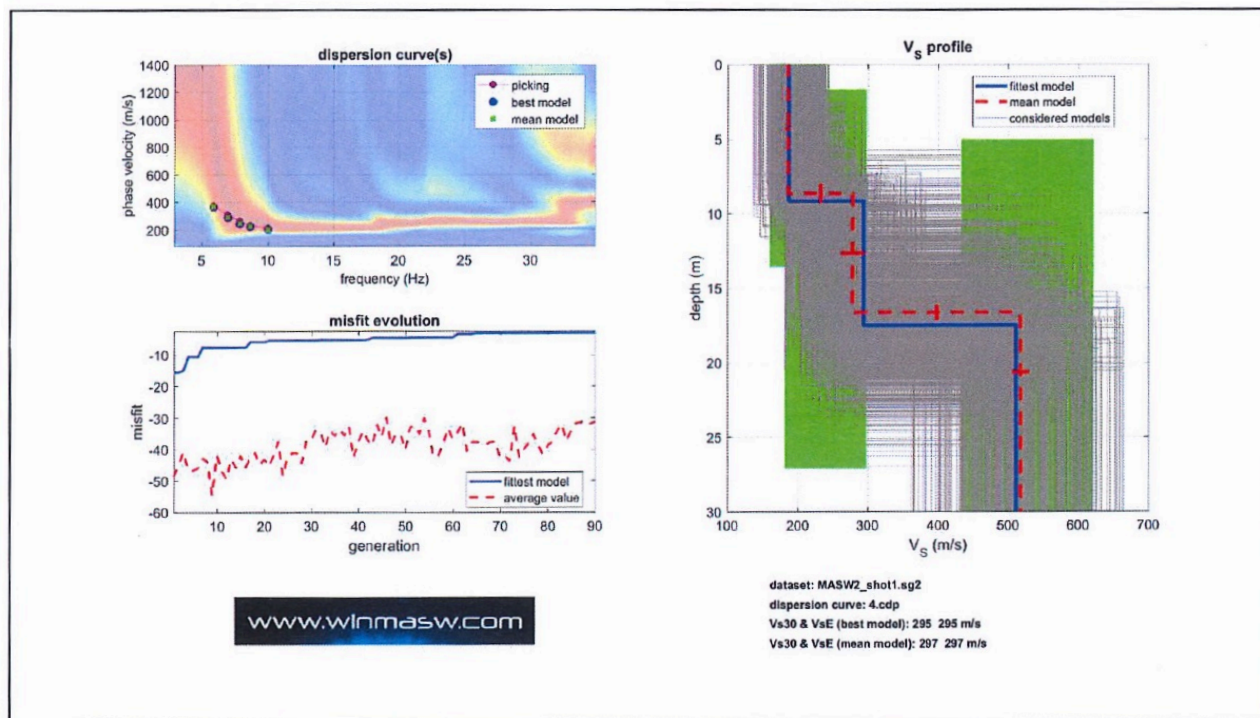 dispersion curve(s)
1400
1200
1000
800
600
400
200
phase velocity (m/s)
picking
best model
mean model
5 10 15 20 25 30
frequency (Hz)
misfit evolution
-10
-20
-30
-40
-50
-60
misfit
fittest model
average value
10 20 30 40 50 60 70 80 90
generation
www.winmasw.com
VS profile
0
5
10
15
20
25
30
depth (m)
fittest model
mean model
considered models
100 200 300 400 500 600 700
VS (m/s)
dataset: MASW2_shot1.sg2
dispersion curve: 4.cdp
Vs30 & VsE (best model): 295 295 m/s
Vs30 & VsE (mean model): 297 297 m/s